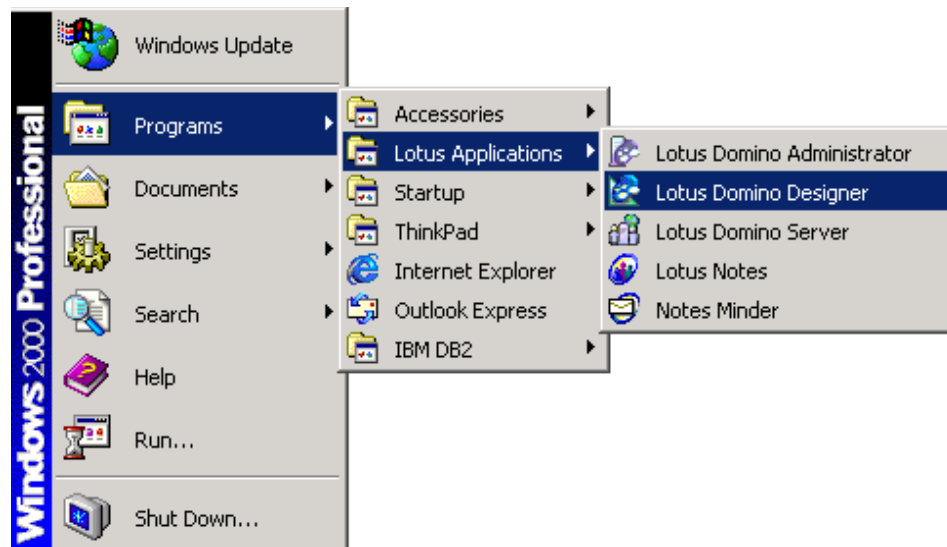 Windows 2000 Professional
Windows Update
Programs
Documents
Settings
Search
Help
Run...
Shut Down...
Accessories
Lotus Applications
Startup
ThinkPad
Internet Explorer
Outlook Express
IBM DB2
Lotus Domino Administrator
Lotus Domino Designer
Lotus Domino Server
Lotus Notes
Notes Minder